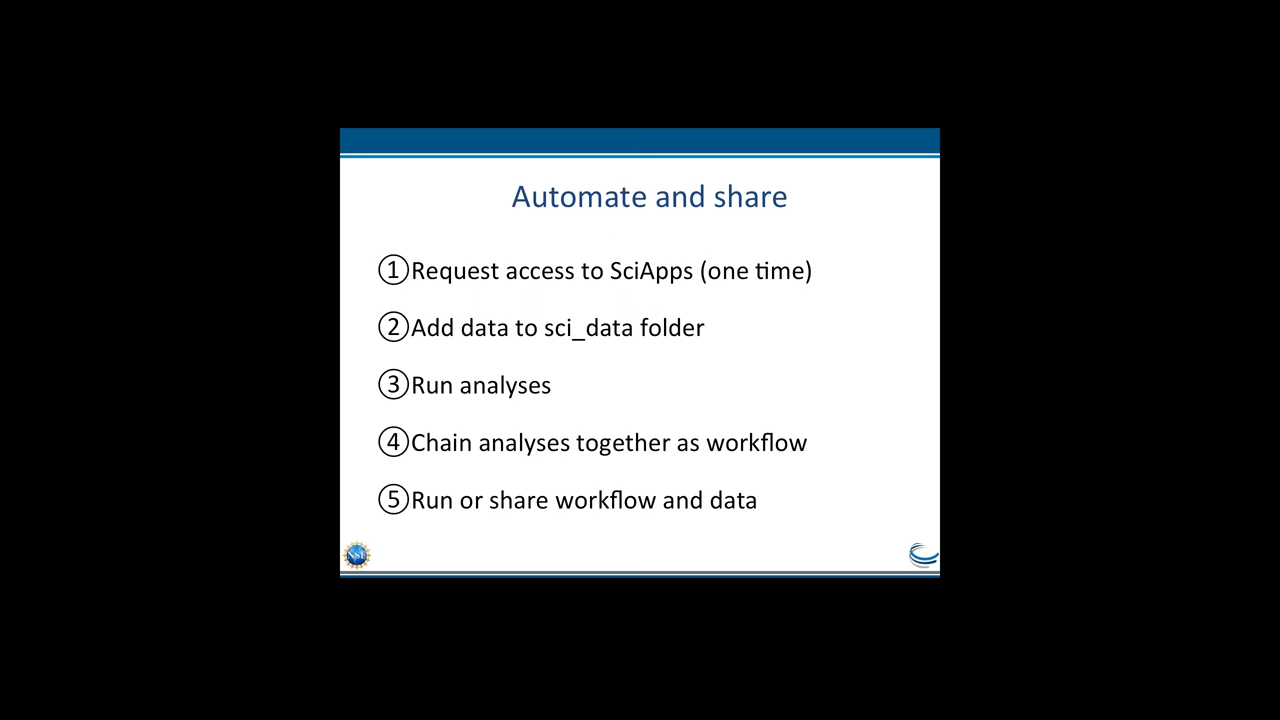 Automate and share
①Request access to SciApps (one time)
②Add data to sci_data folder
③Run analyses
④Chain analyses together as workflow
⑤Run or share workflow and data
NSF